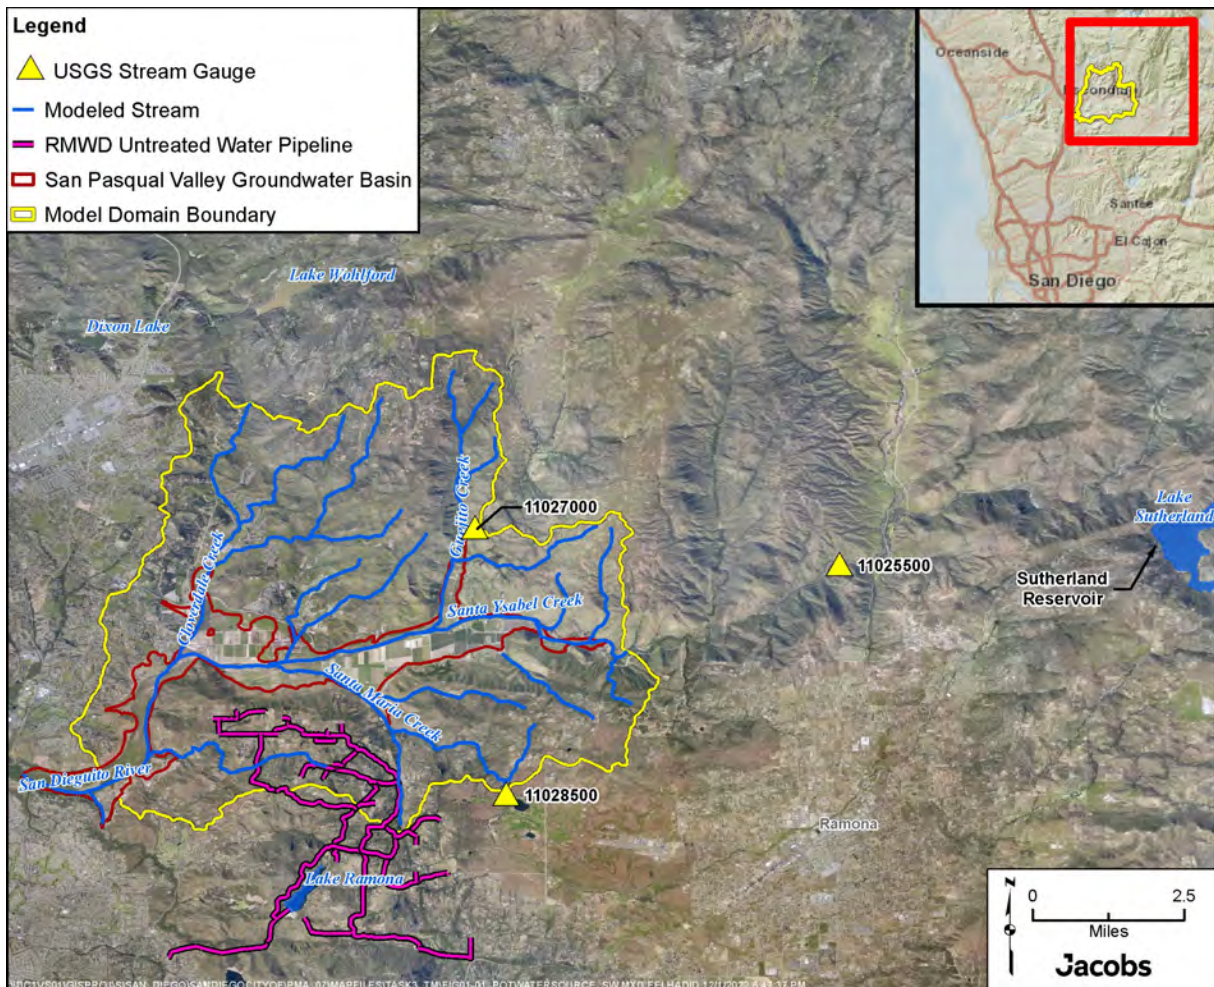 Legend
USGS Stream Gauge
Modeled Stream
RMWD Untreated Water Pipeline
San Pasqual Valley Groundwater Basin
Model Domain Boundary
Oceanside
Escondido
Santee
El Cajon
San Diego
Lake Wohlford
Dixon Lake
Guejito Creek
11027000
Cloverdale Creek
Santa Ysabel Creek
11025500
Lake
Sutherland
Sutherland
Reservoir
Santa Maria Creek
San Dieguito River
11028500
Ramona
Lake Ramona
N
0
2.5
Miles
Jacobs